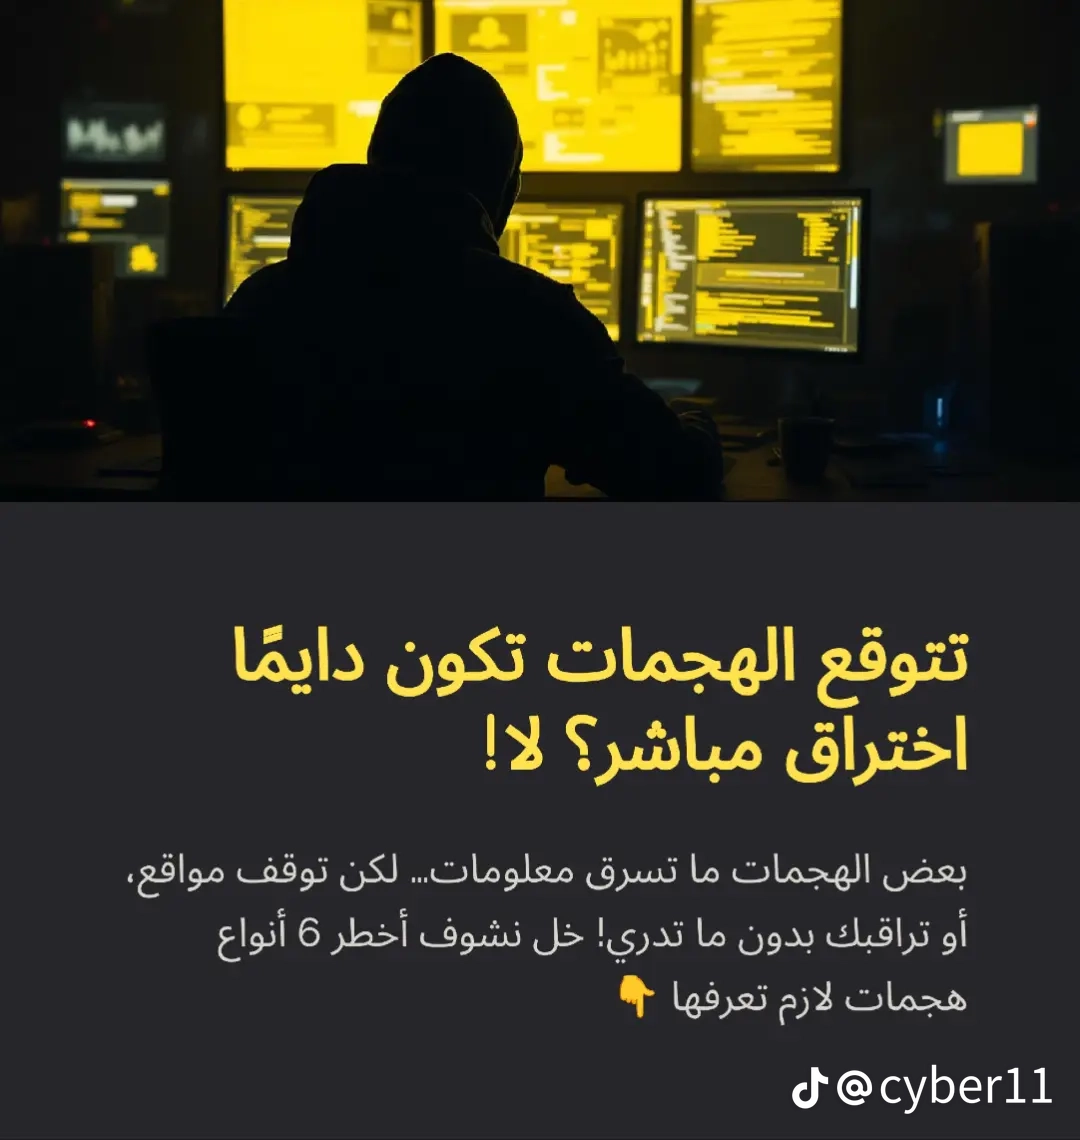 تتوقع الهجمات تكون دايمًا
اختراق مباشر؟ لا!
بعض الهجمات ما تسرق معلومات... لكن توقف مواقع،
أو تراقبك بدون ما تدري! خل نشوف أخطر 6 أنواع
هجمات لازم تعرفها 👇
@cyber11